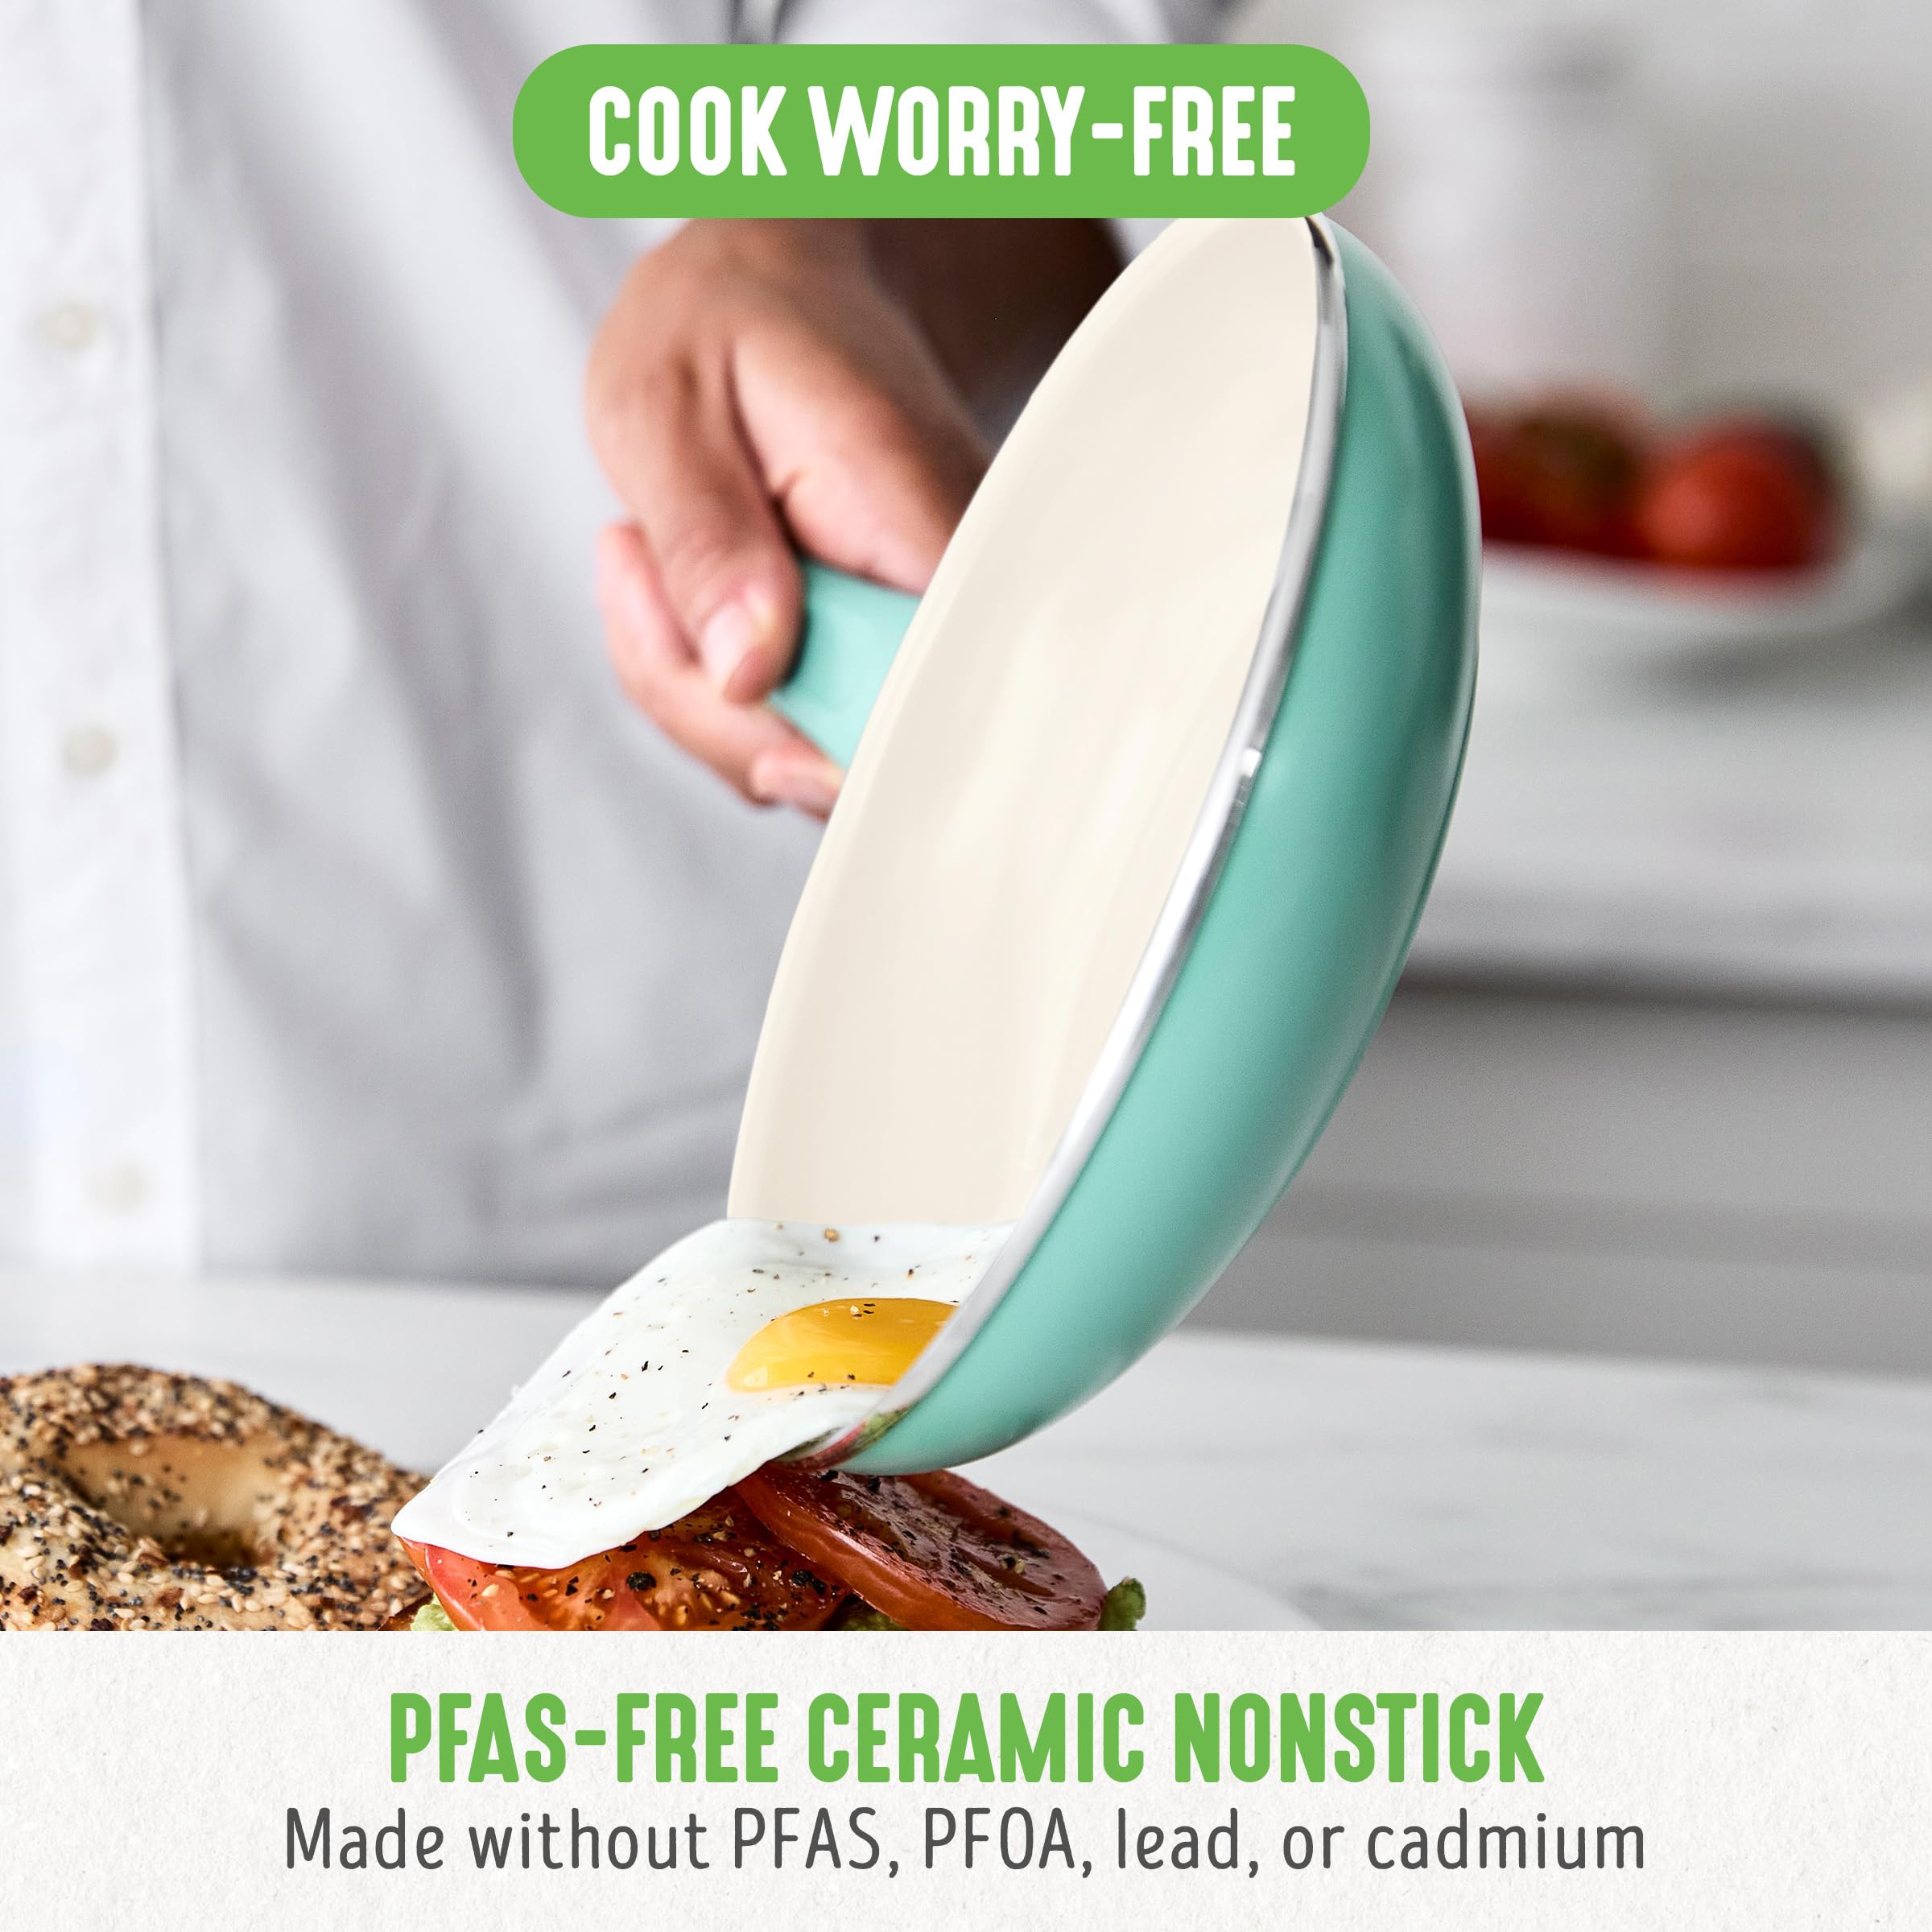 COOK WORRY-FREE
PFAS-FREE CERAMIC NONSTICK
Made without PFAS, PFOA, lead, or cadmium